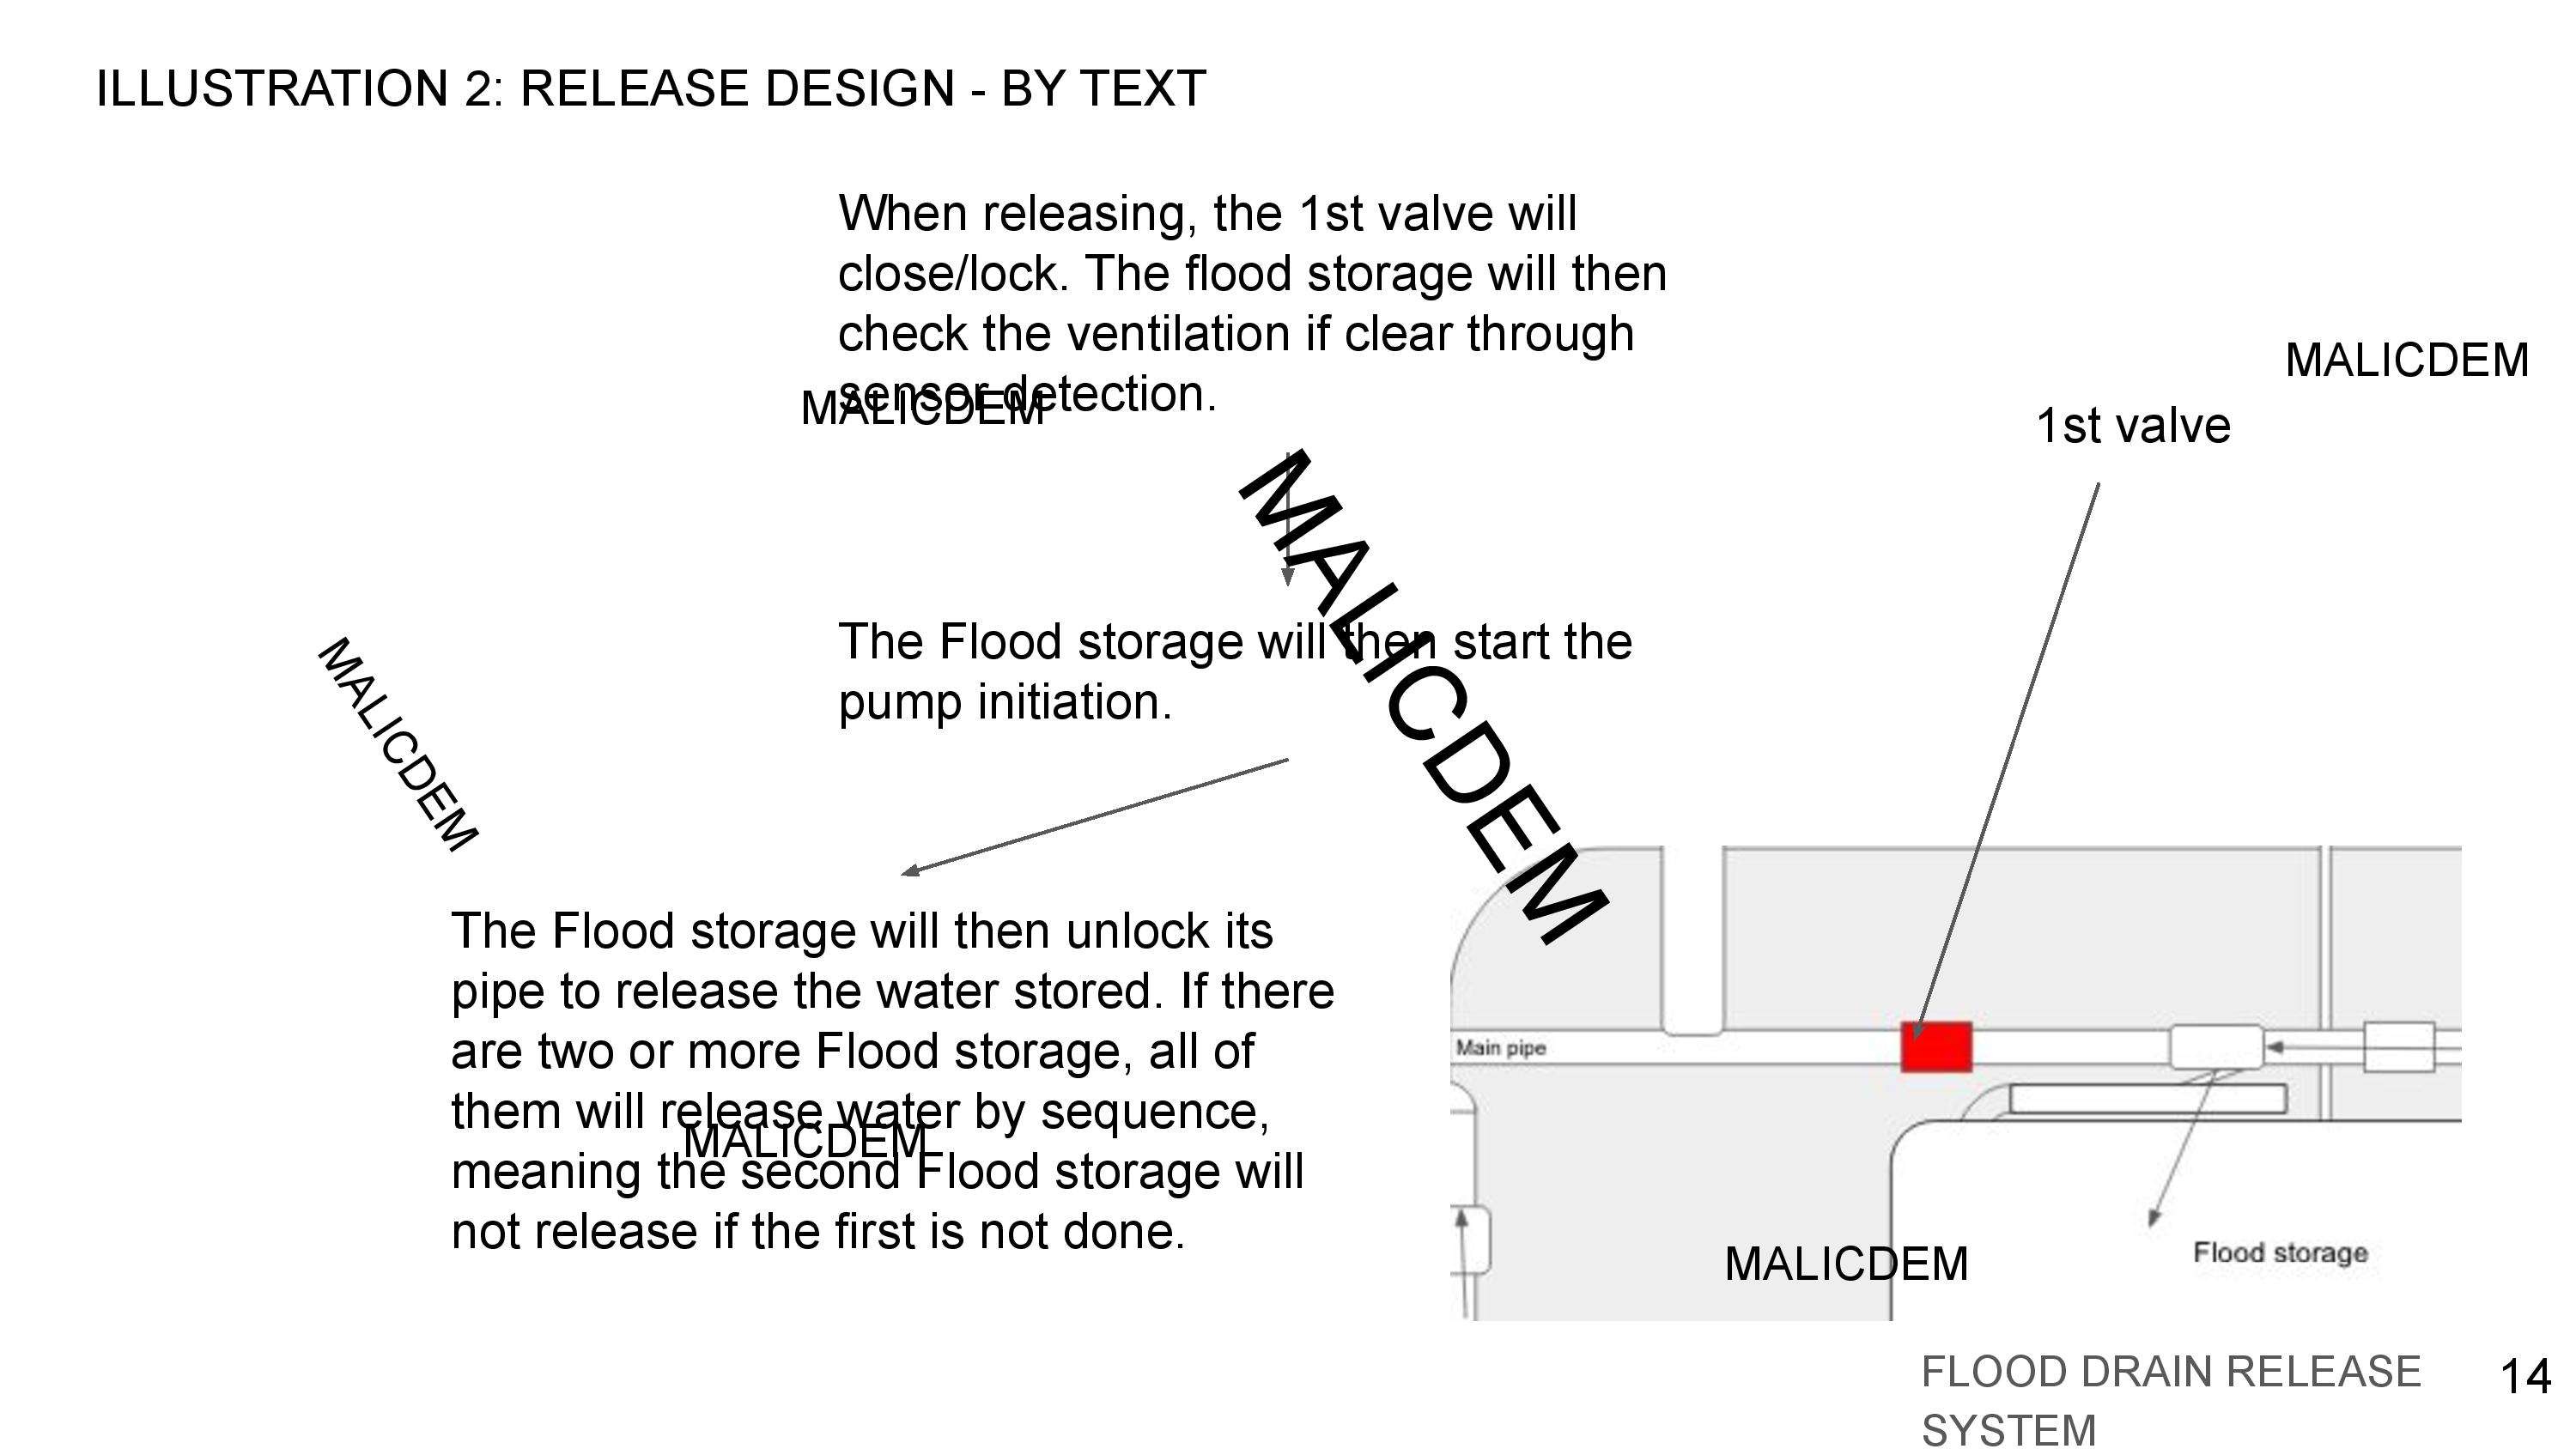 ILLUSTRATION 2: RELEASE DESIGN - BY TEXT
When releasing, the 1st valve will
close/lock. The flood storage will then
check the ventilation if clear through
sensor detection.
MALICDEM
MALICDEM
1st valve
MALICDEM
The Flood storage will then start the
pump initiation.
MALICDEM
The Flood storage will then unlock its
pipe to release the water stored. If there
are two or more Flood storage, all of
them will release water by sequence,
MALICDEM
meaning the second Flood storage will
not release if the first is not done.
Main pipe
Flood storage
MALICDEM
FLOOD DRAIN RELEASE
SYSTEM
14